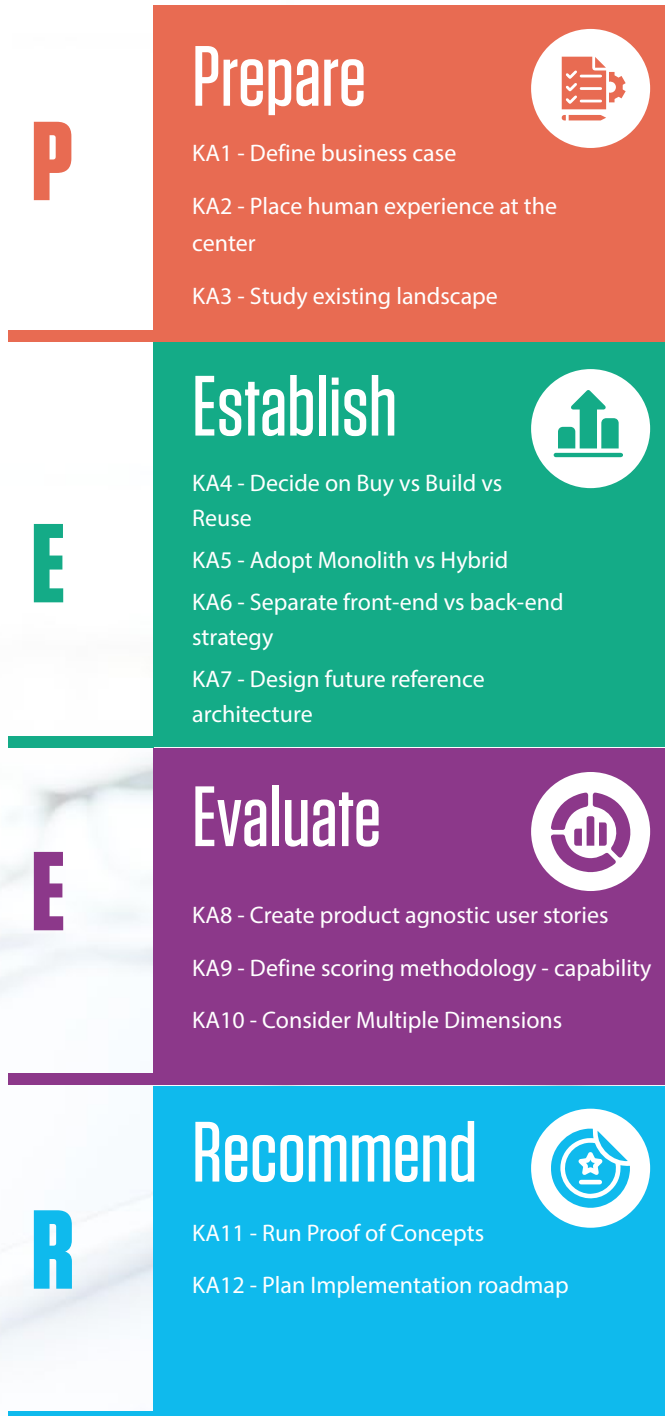 P
Prepare
KA1 - Define business case
KA2 - Place human experience at the
center
KA3 - Study existing landscape
E
Establish
KA4 - Decide on Buy vs Build vs
Reuse
KA5 - Adopt Monolith vs Hybrid
KA6 - Separate front-end vs back-end
strategy
KA7 - Design future reference
architecture
E
Evaluate
KA8 - Create product agnostic user stories
KA9 - Define scoring methodology - capability
KA10 - Consider Multiple Dimensions
R
Recommend
KA11 - Run Proof of Concepts
KA12 - Plan Implementation roadmap